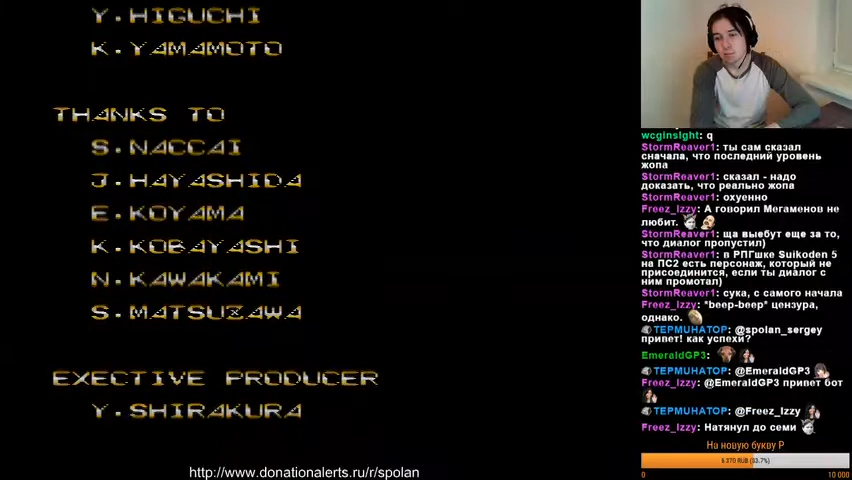 Y.HIGUCHI
K.YAMAMOTO
THANKS TO
S.NACCAI
J.HAYASHIDA
E.KOYAMA
K.KOBAYASHI
N.KAWAKAMI
S.MATSUZAWA
EXECTIVE PRODUCER
Y.SHIRAKURA
http://www.donationalerts.ru/r/spolan
wcginsight: q
StormReaver1: ты сам сказал
сначала, что последний уровень
жопа
StormReaver1: сказал - надо
доказать, что реально жопа
StormReaver1: охуенно
Freez_Izzy: А говорил Мегаменов не
любит.
StormReaver1: ща выебут еще за то,
что диалог пропустил)
StormReaver1: в РПГшке Suikoden 5
на ПС2 есть персонаж, который не
присоединится, если ты диалог с
ним промотал)
StormReaver1: сука, с самого начала
Freez_Izzy: *beep-beep* цензура,
однако.
ТЕРМИНАТОР: @spolan_sergey
припет! как успехи?
EmeraldGP3:
ТЕРМИНАТОР: @EmeraldGP3
Freez_Izzy: @EmeraldGP3 припет бот
ТЕРМИНАТОР: @Freez_Izzy
Freez_Izzy: Натянул до семи
На новую букву Р
0
10 000